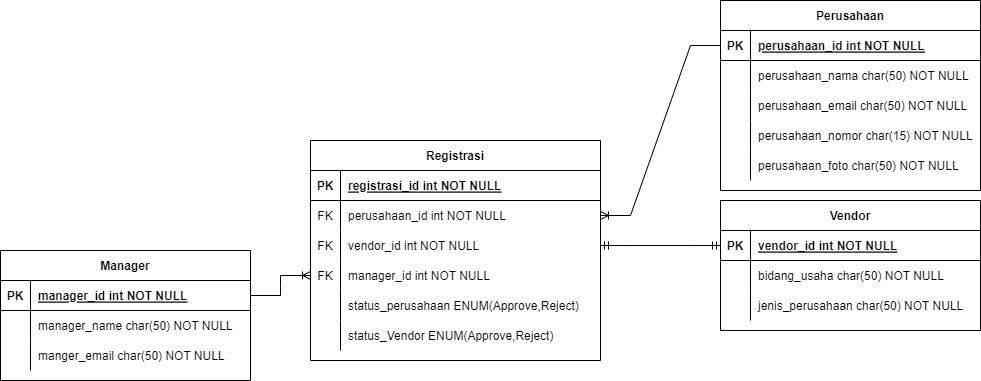 Perusahaan
PK perusahaan_id int NOT NULL
perusahaan_nama char(50) NOT NULL
perusahaan_email char(50) NOT NULL
perusahaan_nomor char(15) NOT NULL
perusahaan_foto char(50) NOT NULL
Registrasi
PK registrasi_id int NOT NULL
FK perusahaan_id int NOT NULL
FK vendor_id int NOT NULL
FK manager_id int NOT NULL
status_perusahaan ENUM(Approve,Reject)
status_Vendor ENUM(Approve,Reject)
Vendor
PK vendor_id int NOT NULL
bidang_usaha char(50) NOT NULL
jenis_perusahaan char(50) NOT NULL
Manager
PK manager_id int NOT NULL
manager_name char(50) NOT NULL
manger_email char(50) NOT NULL